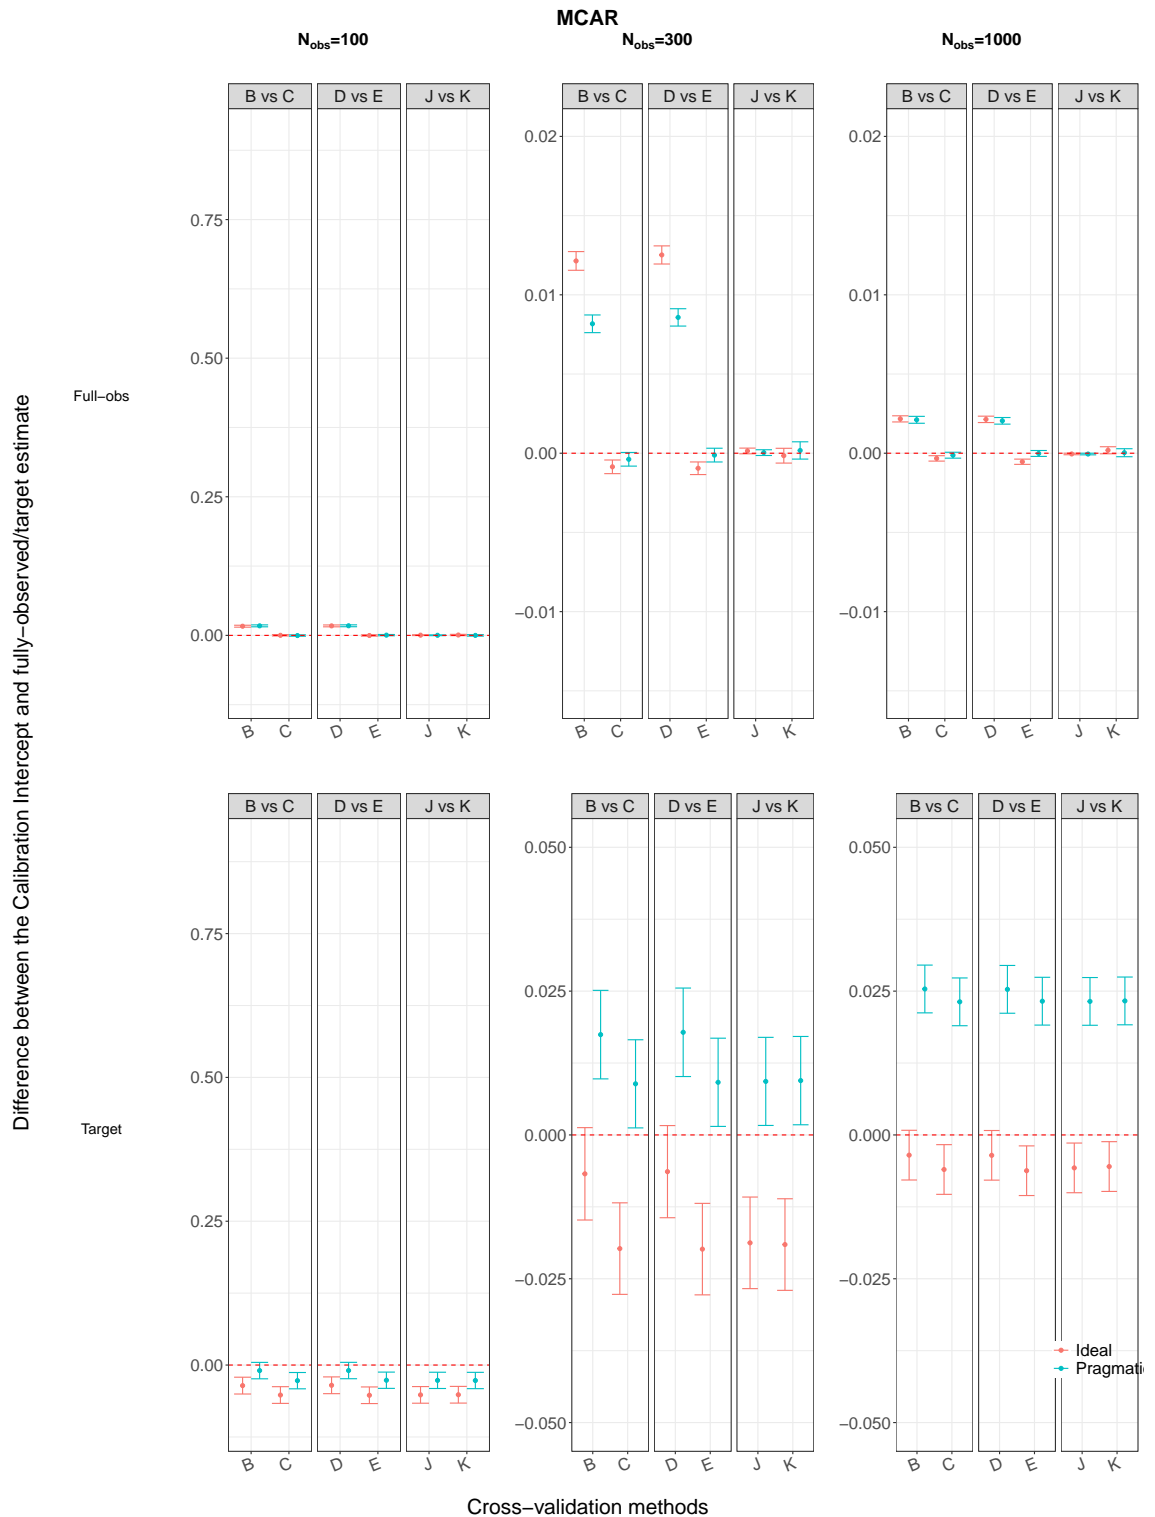 MCAR
Nobs=100
Nobs=300
Nobs=1000
Difference between the Calibration Intercept and fully−observed/target estimate
Full−obs
B vs C
D vs E
J vs K
0.75
0.50
0.25
0.00
B
C
D
E
J
K
B vs C
D vs E
J vs K
0.02
0.01
0.00
−0.01
B
C
D
E
J
K
B vs C
D vs E
J vs K
0.02
0.01
0.00
−0.01
B
C
D
E
J
K
Target
B vs C
D vs E
J vs K
0.75
0.50
0.25
0.00
B
C
D
E
J
K
B vs C
D vs E
J vs K
0.050
0.025
0.000
−0.025
−0.050
B
C
D
E
J
K
B vs C
D vs E
J vs K
0.050
0.025
0.000
−0.025
−0.050
B
C
D
E
J
K
Ideal
Pragmati
Cross−validation methods